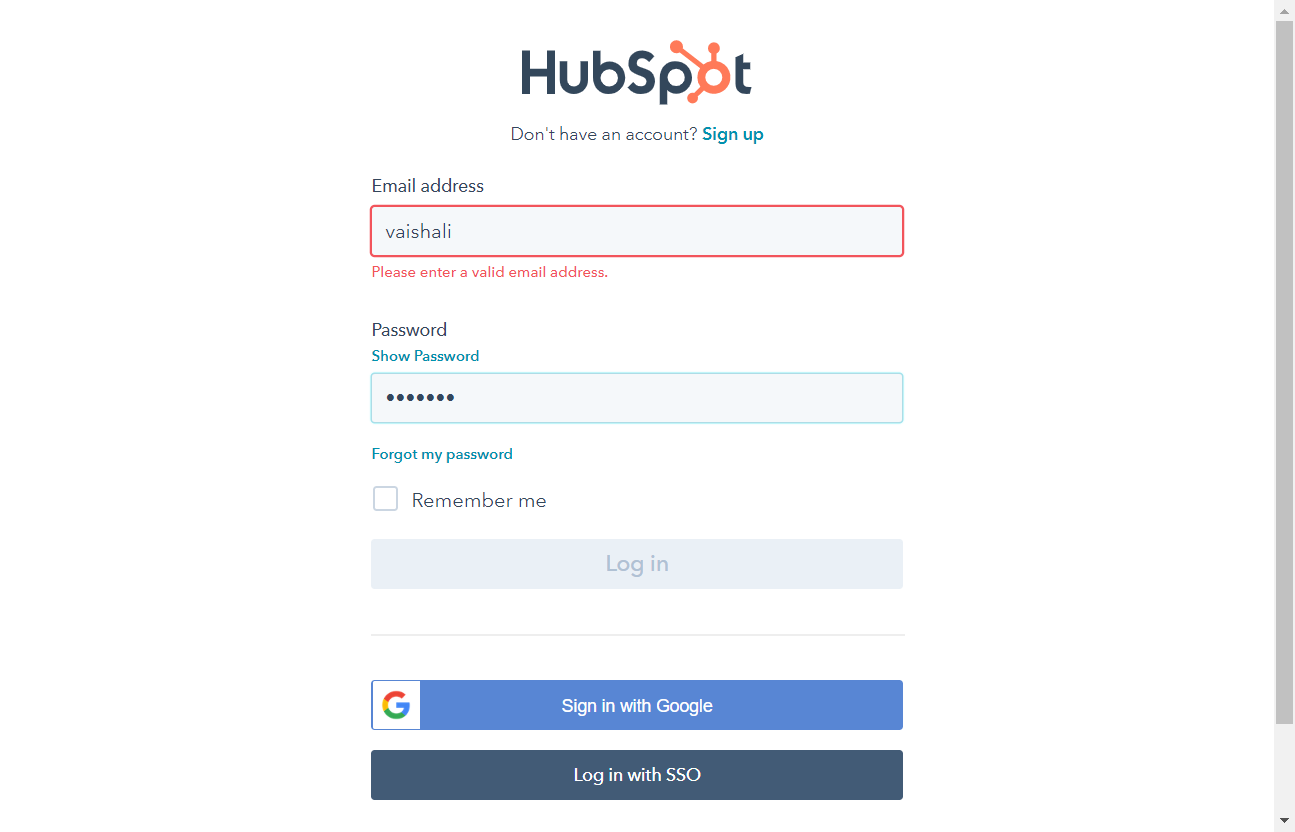 HubSpot
Don't have an account? Sign up
Email address
vaishali
Please enter a valid email address.
Password
Show Password
•••••••
Forgot my password
Remember me
Log in
Sign in with Google
Log in with SSO